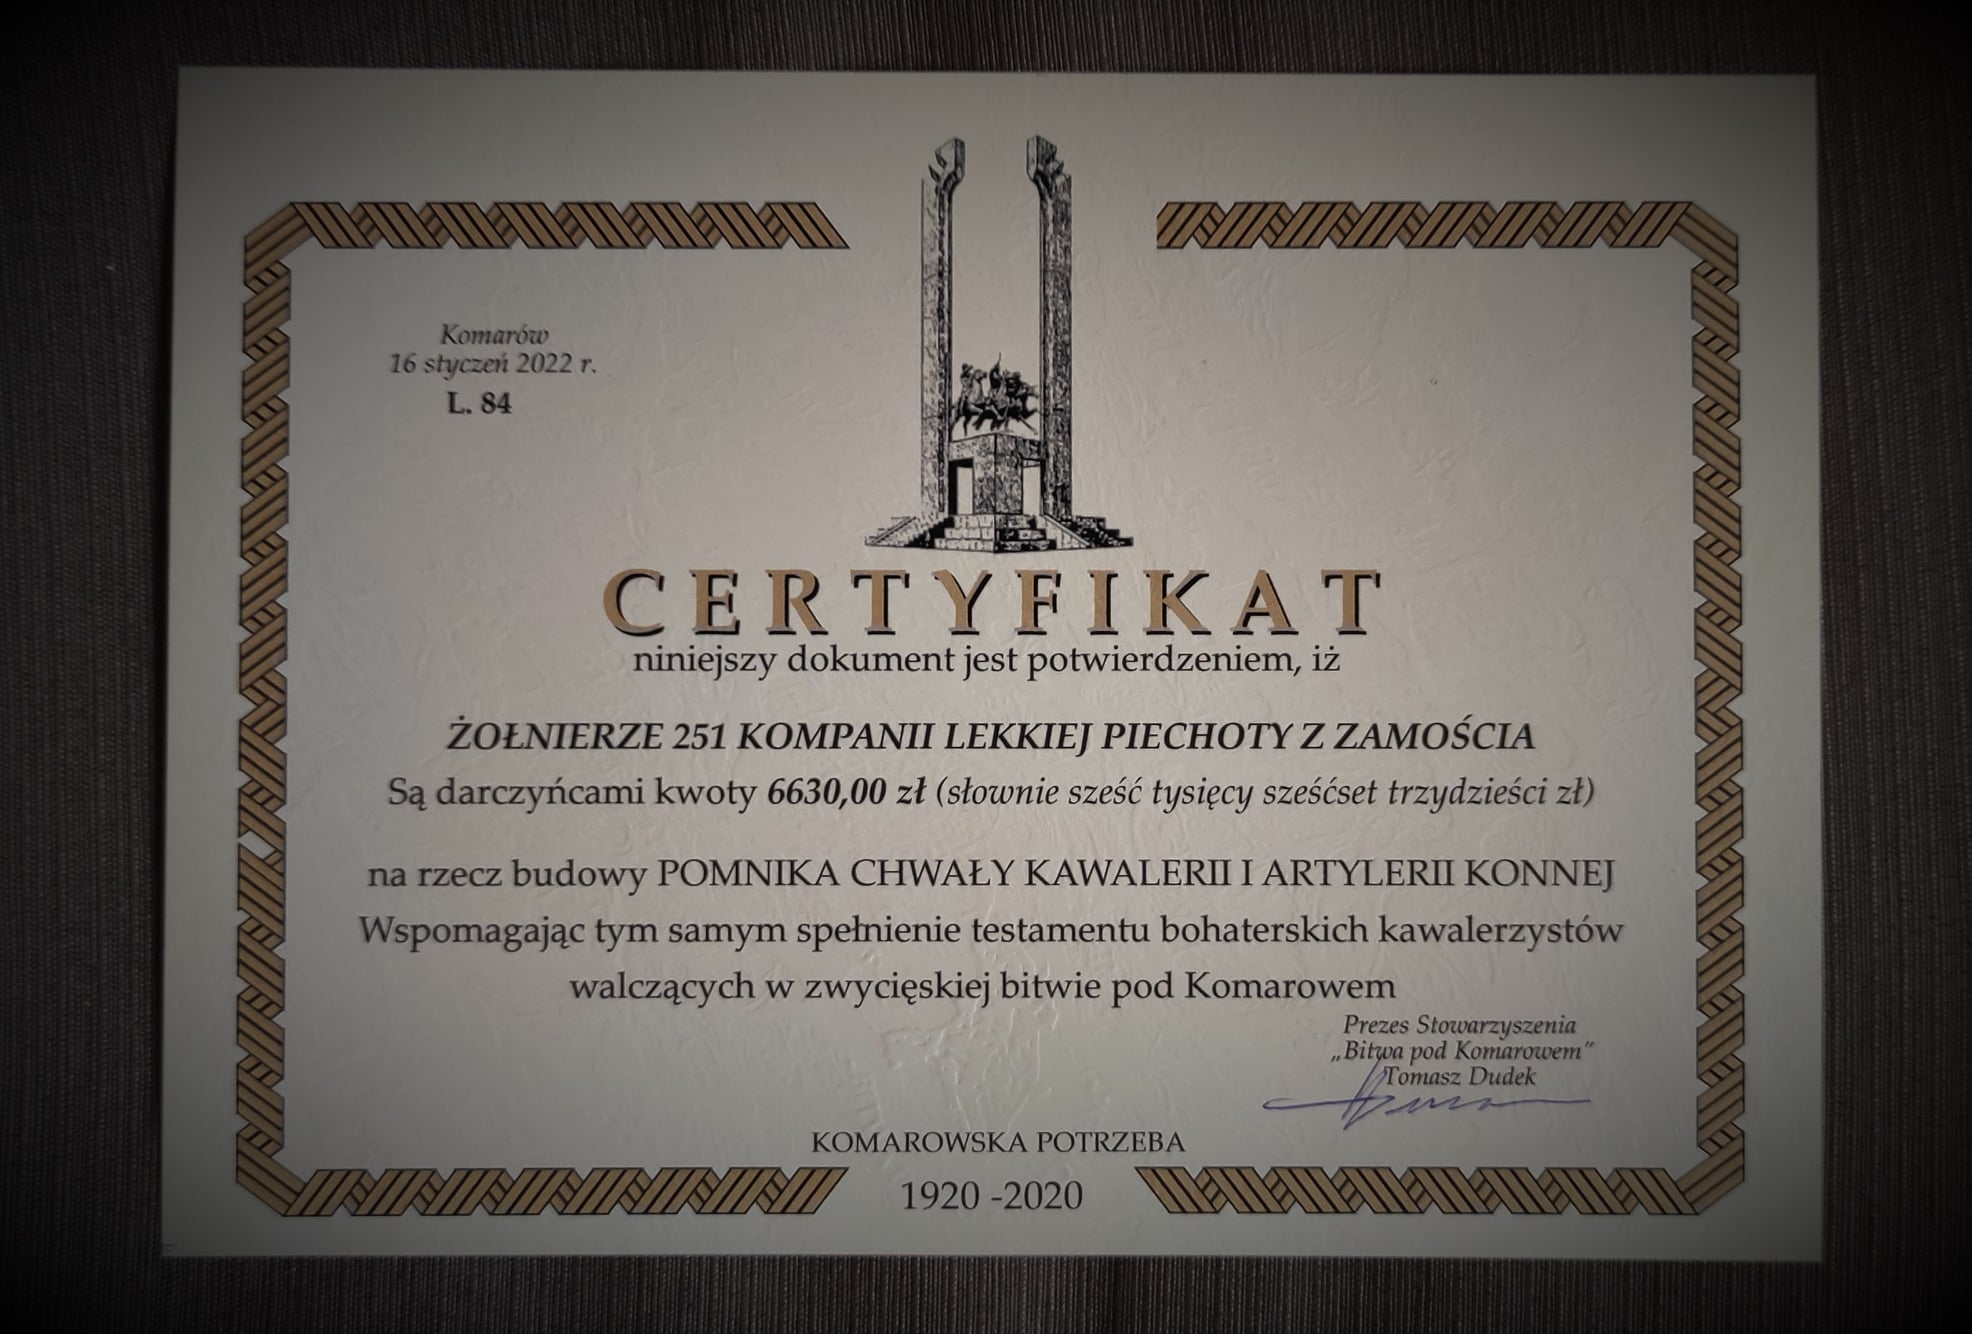 Komarów
16 styczeń 2022 r.
L. 84
CERTYFIKAT
niniejszy dokument jest potwierdzeniem, iż
ŻOŁNIERZE 251 KOMPANII LEKKIEJ PIECHOTY Z ZAMOŚCIA
Są darczyńcami kwoty 6630,00 zł (słownie sześć tysięcy sześćset trzydzieści zł)
na rzecz budowy POMNIKA CHWAŁY KAWALERII I ARTYLERII KONNEJ
Wspomagając tym samym spełnienie testamentu bohaterskich kawalerzystów
walczących w zwycięskiej bitwie pod Komarowem
Prezes Stowarzyszenia
„Bitwa pod Komarowem”
Tomasz Dudek
KOMAROWSKA POTRZEBA
1920 -2020